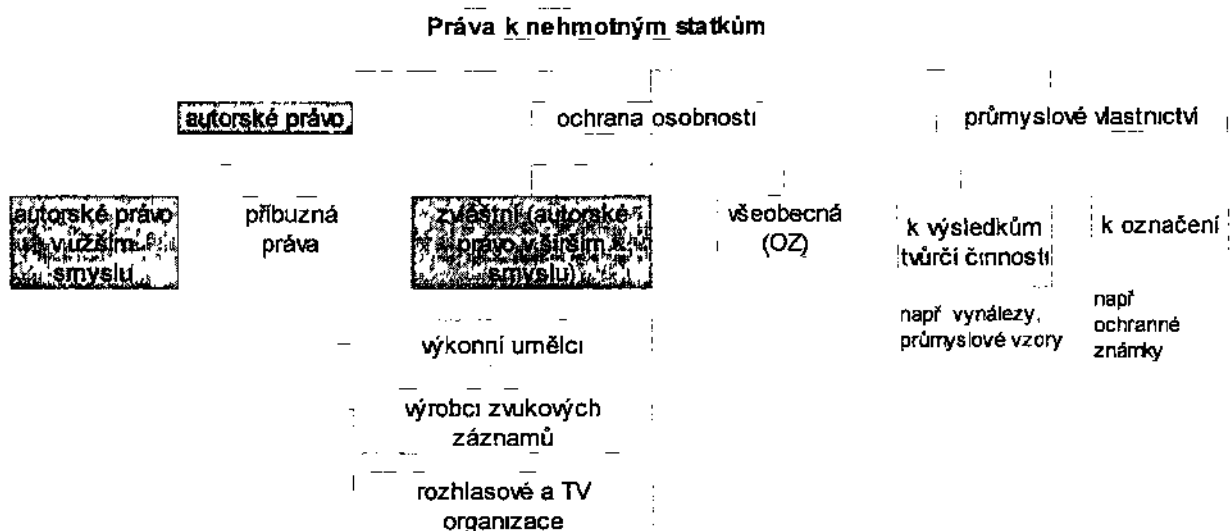 Práva k nehmotným statkům
autorské právo
ochrana osobnosti
průmyslové vlastnictví
autorské právo
v užším
smyslu
příbuzná
práva
zvláštní (autorské
právo v širším
smyslu)
všeobecná
(OZ)
k výsledkům
tvůrčí činnosti
k označení
např vynálezy,
průmyslové vzory
např
ochranné
známky
výkonní umělci
výrobci zvukových
záznamů
rozhlasové a TV
organizace